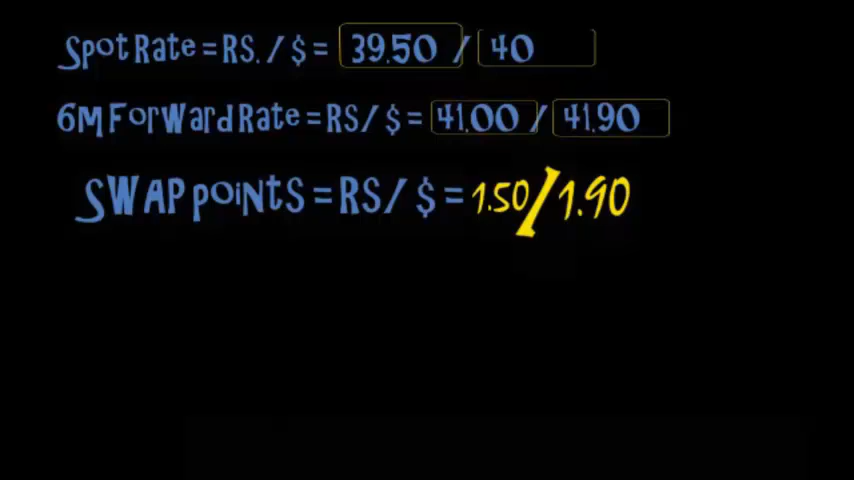 Spot Rate = RS. / $ = 39.50 / 40
6M Forward Rate = RS / $ = 41.00 / 41.90
SWAP points = RS / $ = 1.50 / 1.90